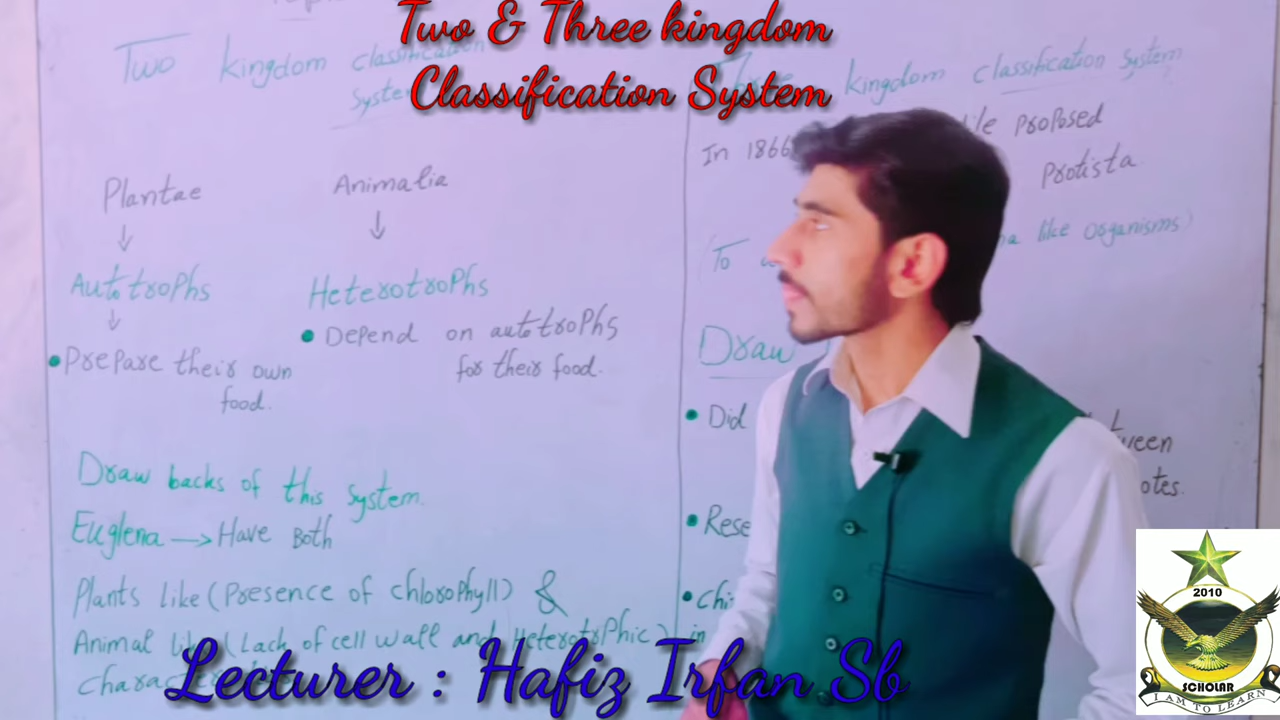 Two & Three kingdom
Classification System
Two kingdom classification
System
Plantae
Animalia
↓
↓
Autotrophs
Heterotrophs
↓
• Prepare their own
food.
• Depend on autotrophs
for their food.
Draw backs of this System.
Euglena → Have Both
Plants like (Presence of chlorophyll) &
Animal like (Lack of cell wall and Heterotrophic)
kingdom classification System
In 1866 proposed
Protista.
(To like organisms)
Draw
• Did
• in
Lecturer : Hafiz Irfan Sb
2010
SCHOLAR
I AM TO LEARN